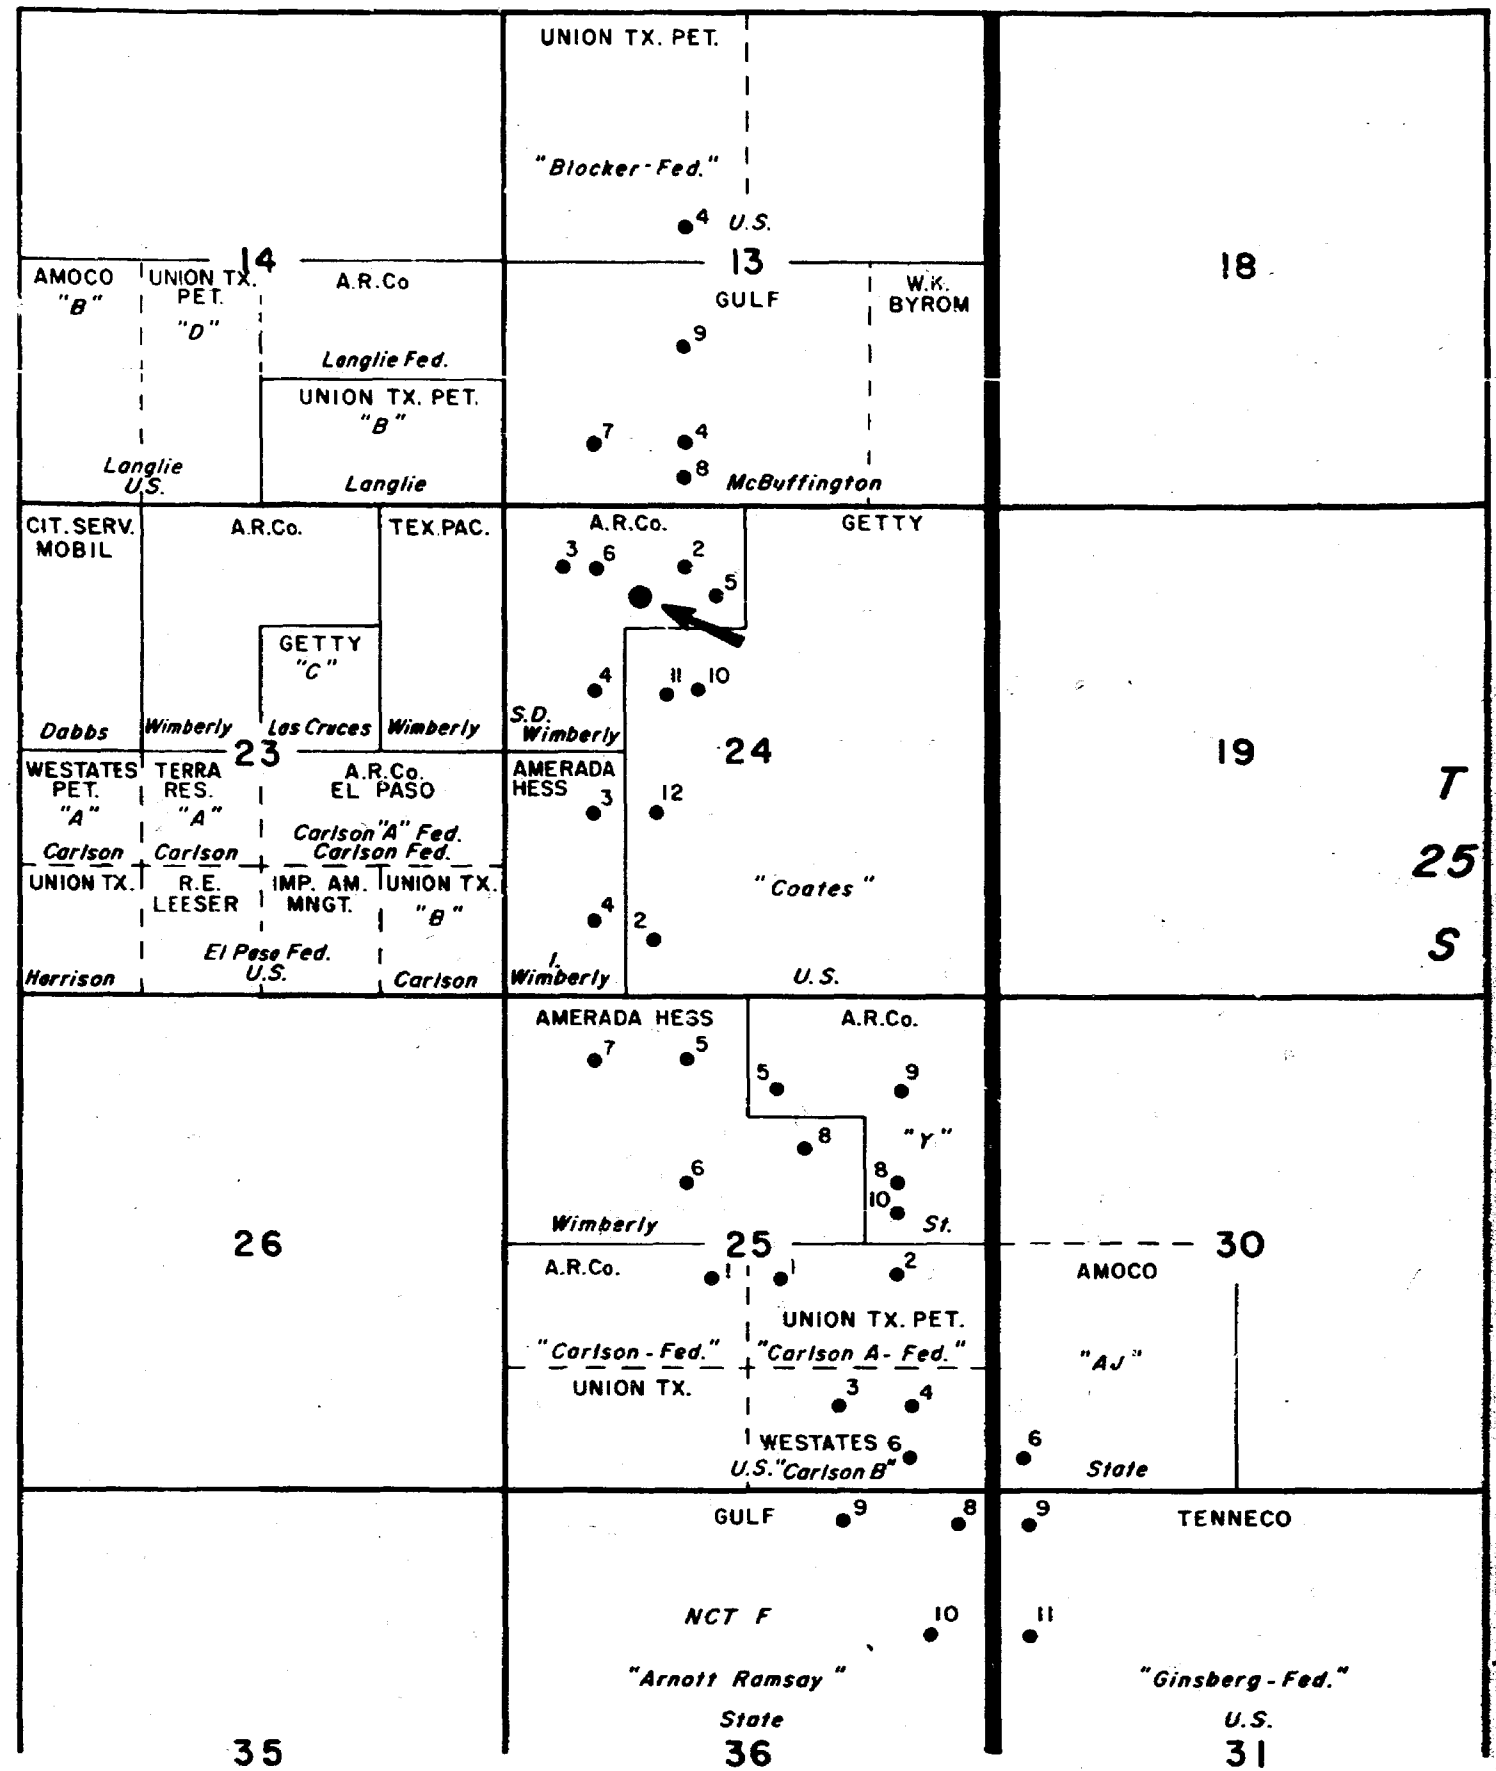 UNION TX. PET.
"Blocker-Fed."
4 U.S.
14
13
18
AMOCO
"B"
UNION TX.
PET.
"D"
A.R.Co
Langlie Fed.
UNION TX. PET.
"B"
Langlie
U.S.
Langlie
GULF
W.K.
BYROM
9
7
4
8
McBuffington
CIT. SERV.
MOBIL
A.R.Co.
TEX.PAC.
GETTY
"C"
Dabbs
Wimberly
Las Cruces
Wimberly
23
A.R.Co.
GETTY
3
6
2
5
4
11
10
S.D.
Wimberly
24
19
WESTATES
PET.
"A"
Carlson
TERRA
RES.
"A"
Carlson
A.R.Co.
EL PASO
Carlson "A" Fed.
Carlson Fed.
UNION TX.
R.E.
LEESER
IMP. AM.
MNGT.
UNION TX.
"B"
El Paso Fed.
U.S.
Harrison
Carlson
AMERADA
HESS
3
12
"Coates"
4
2
I.
Wimberly
U.S.
T
25
S
AMERADA HESS
A.R.Co.
7
5
5
9
"Y"
8
6
8
10
Wimberly
St.
26
25
30
A.R.Co.
1
1
2
UNION TX. PET.
"Carlson-Fed."
"Carlson A-Fed."
UNION TX.
3
4
WESTATES 6
U.S. "Carlson B"
AMOCO
"AJ"
6
State
GULF
9
8
9
TENNECO
NCT F
10
11
"Arnott Ramsay"
State
"Ginsberg-Fed."
U.S.
35
36
31